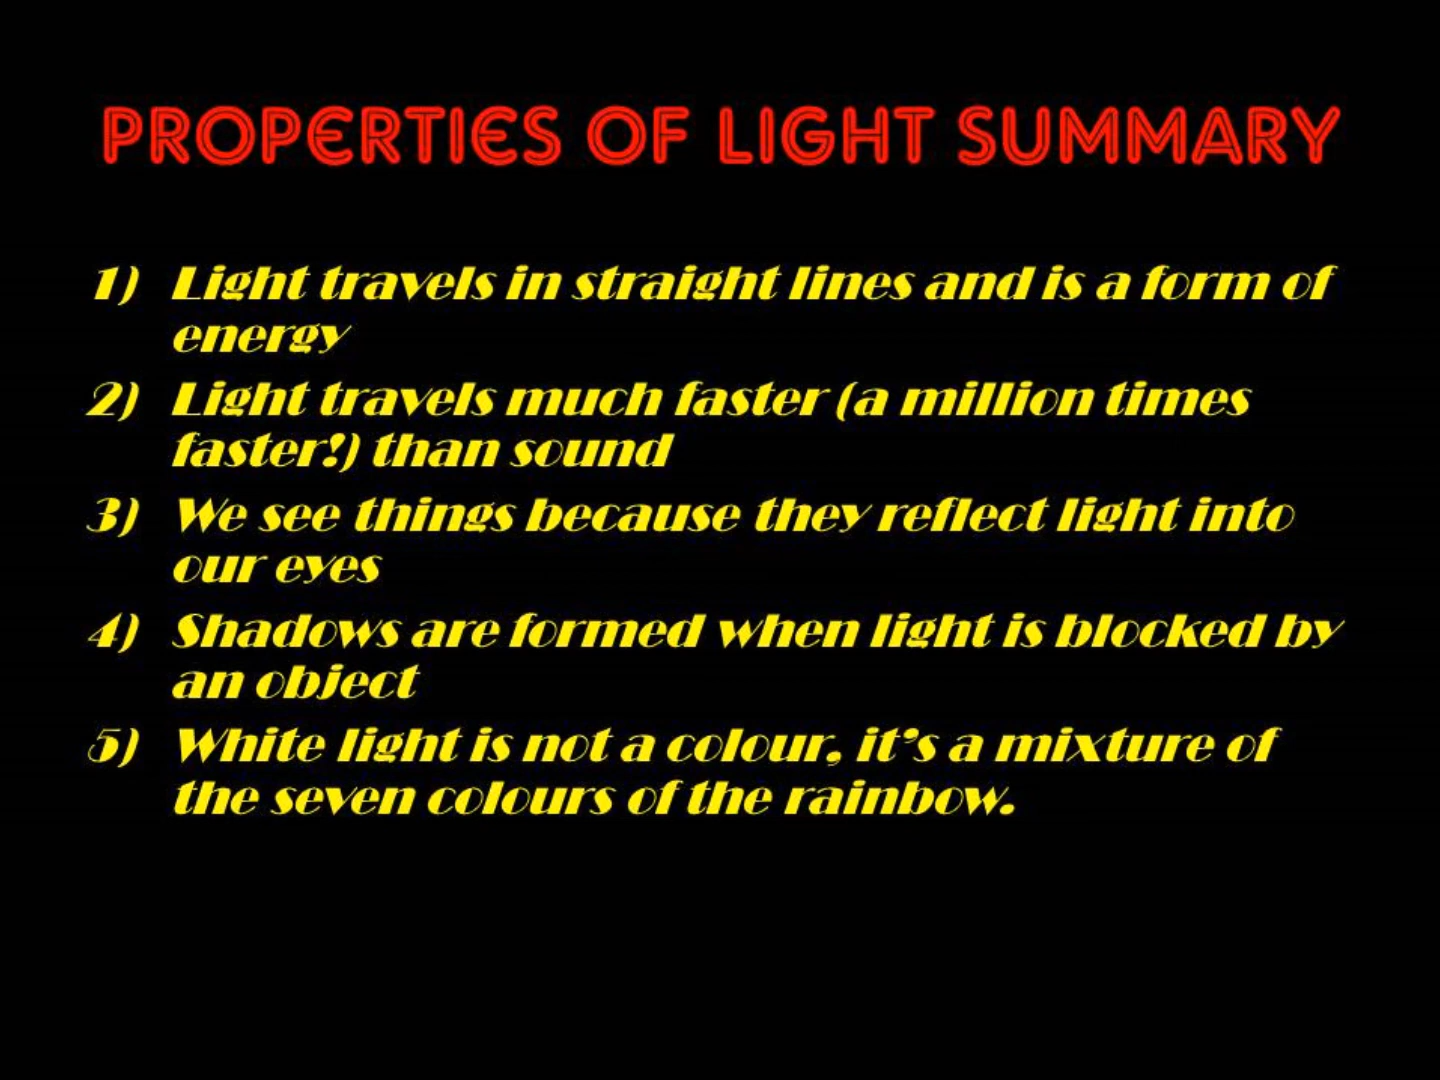 PROPERTIES OF LIGHT SUMMARY
1) Light travels in straight lines and is a form of
energy
2) Light travels much faster (a million times
faster!) than sound
3) We see things because they reflect light into
our eyes
4) Shadows are formed when light is blocked by
an object
5) White light is not a colour, it's a mixture of
the seven colours of the rainbow.